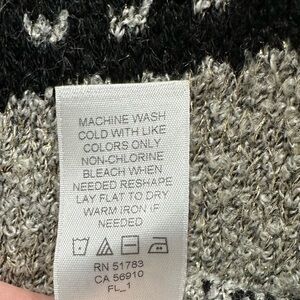 MACHINE WASH
COLD WITH LIKE
COLORS ONLY
NON-CHLORINE
BLEACH WHEN
NEEDED RESHAPE
LAY FLAT TO DRY
WARM IRON IF
NEEDED
RN 51783
CA 56910
FL_1